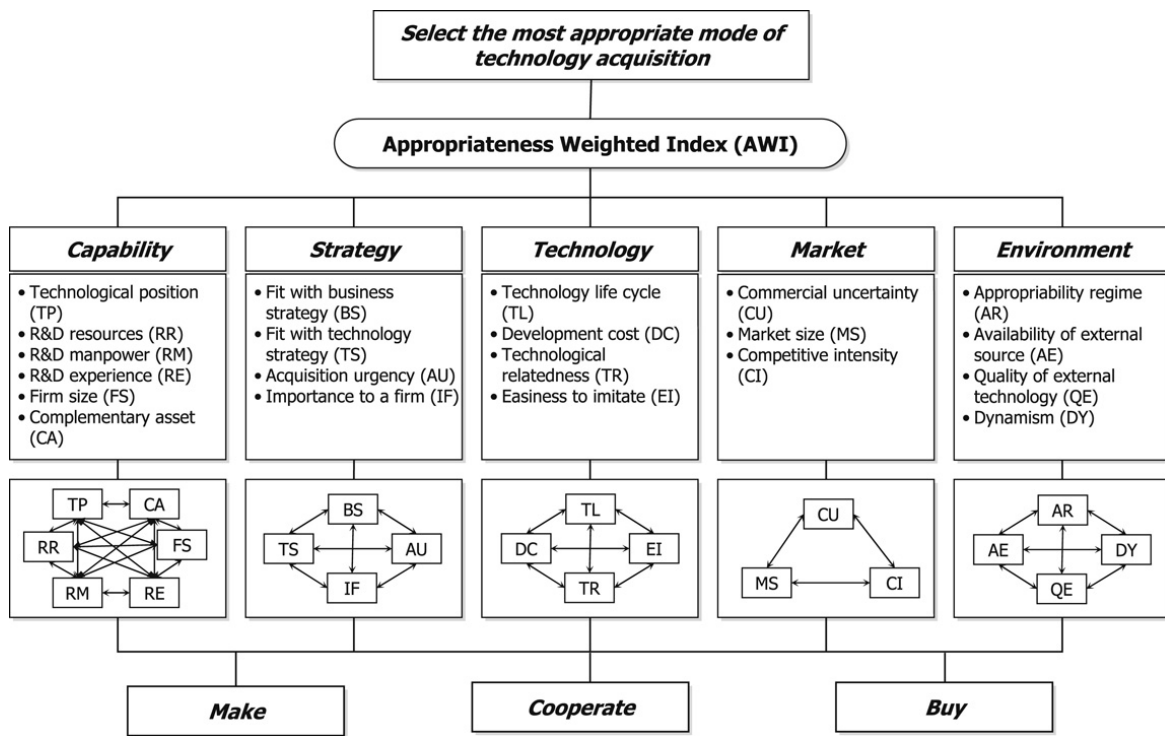 Select the most appropriate mode of
technology acquisition
Appropriateness Weighted Index (AWI)
Capability
Strategy
Technology
Market
Environment
• Technological position
(TP)
• R&D resources (RR)
• R&D manpower (RM)
• R&D experience (RE)
• Firm size (FS)
• Complementary asset
(CA)
• Fit with business
strategy (BS)
• Fit with technology
strategy (TS)
• Acquisition urgency (AU)
• Importance to a firm (IF)
• Technology life cycle
(TL)
• Development cost (DC)
• Technological
relatedness (TR)
• Easiness to imitate (EI)
• Commercial uncertainty
(CU)
• Market size (MS)
• Competitive intensity
(CI)
• Appropriability regime
(AR)
• Availability of external
source (AE)
• Quality of external
technology (QE)
• Dynamism (DY)
TP CA
RR FS
RM RE
BS
TS AU
IF
TL
DC EI
TR
CU
MS CI
AR
AE DY
QE
Make
Cooperate
Buy